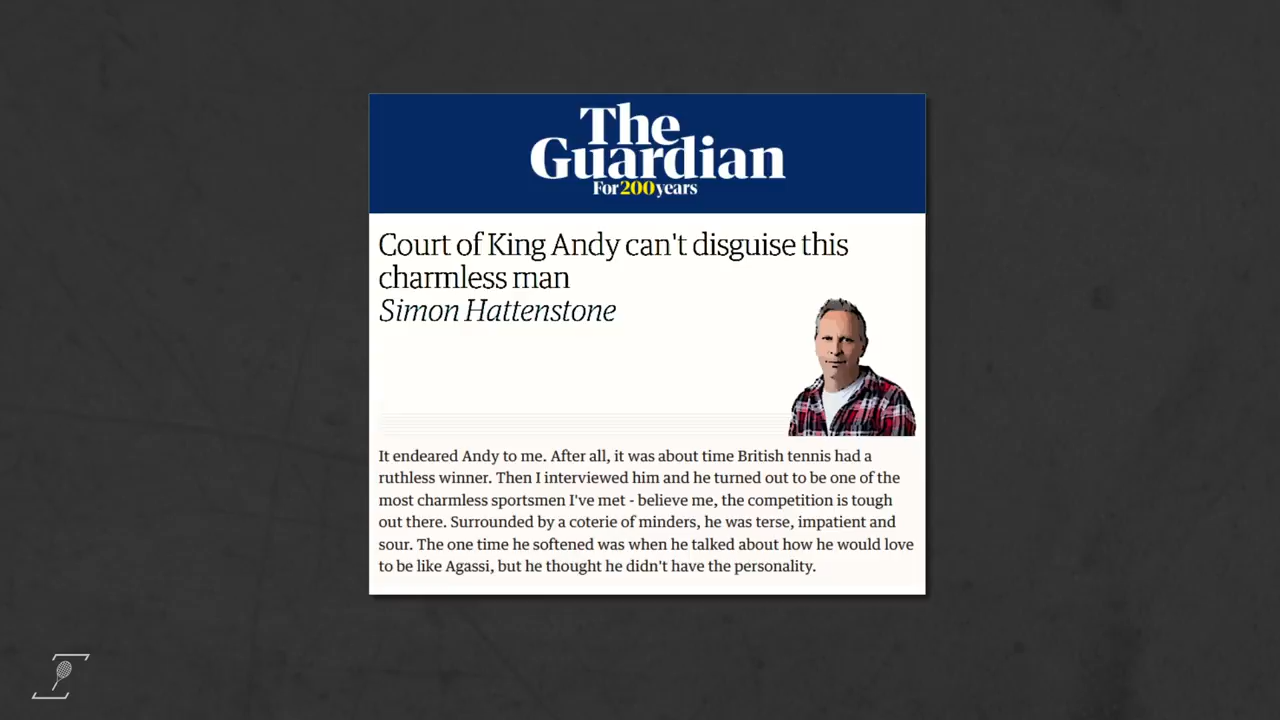 The
Guardian
For 200 years
Court of King Andy can't disguise this
charmless man
Simon Hattenstone
It endeared Andy to me. After all, it was about time British tennis had a
ruthless winner. Then I interviewed him and he turned out to be one of the
most charmless sportsmen I've met - believe me, the competition is tough
out there. Surrounded by a coterie of minders, he was terse, impatient and
sour. The one time he softened was when he talked about how he would love
to be like Agassi, but he thought he didn't have the personality.